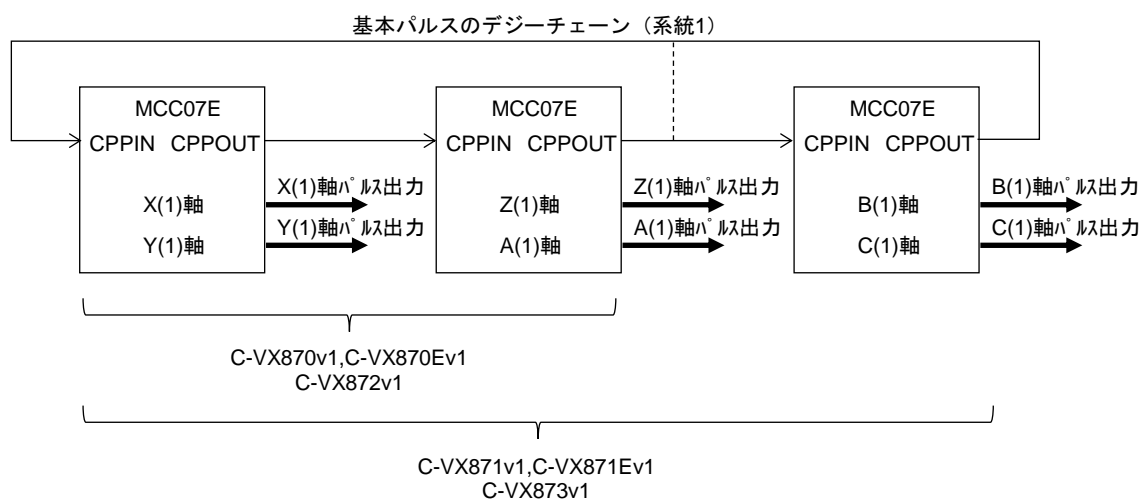 基本パルスのデジーチェーン（系統1）
MCC07E
CPPIN CPPOUT
X(1)軸
Y(1)軸
X(1)軸ﾊﾟﾙｽ出力
Y(1)軸ﾊﾟﾙｽ出力
MCC07E
CPPIN CPPOUT
Z(1)軸
A(1)軸
Z(1)軸ﾊﾟﾙｽ出力
A(1)軸ﾊﾟﾙｽ出力
MCC07E
CPPIN CPPOUT
B(1)軸
C(1)軸
B(1)軸ﾊﾟﾙｽ出力
C(1)軸ﾊﾟﾙｽ出力
C-VX870v1,C-VX870Ev1
C-VX872v1
C-VX871v1,C-VX871Ev1
C-VX873v1